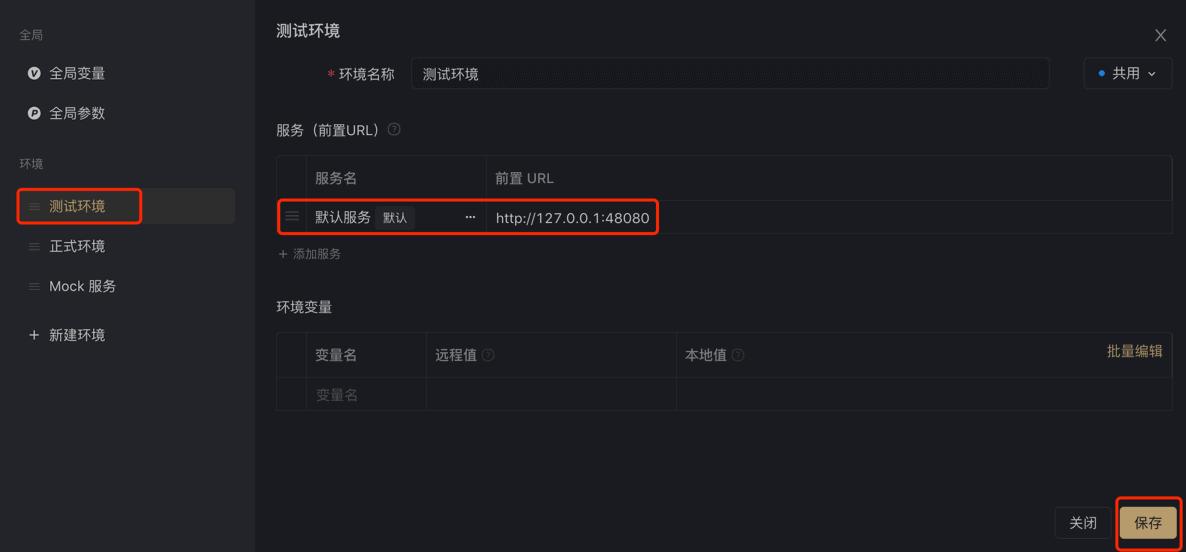 全局
全局变量
全局参数
环境
测试环境
正式环境
Mock 服务
+ 新建环境
测试环境
* 环境名称 测试环境 共用
服务（前置URL）
服务名 前置 URL
默认服务 默认 ··· http://127.0.0.1:48080
+ 添加服务
环境变量
变量名 远程值 本地值 批量编辑
变量名
关闭 保存